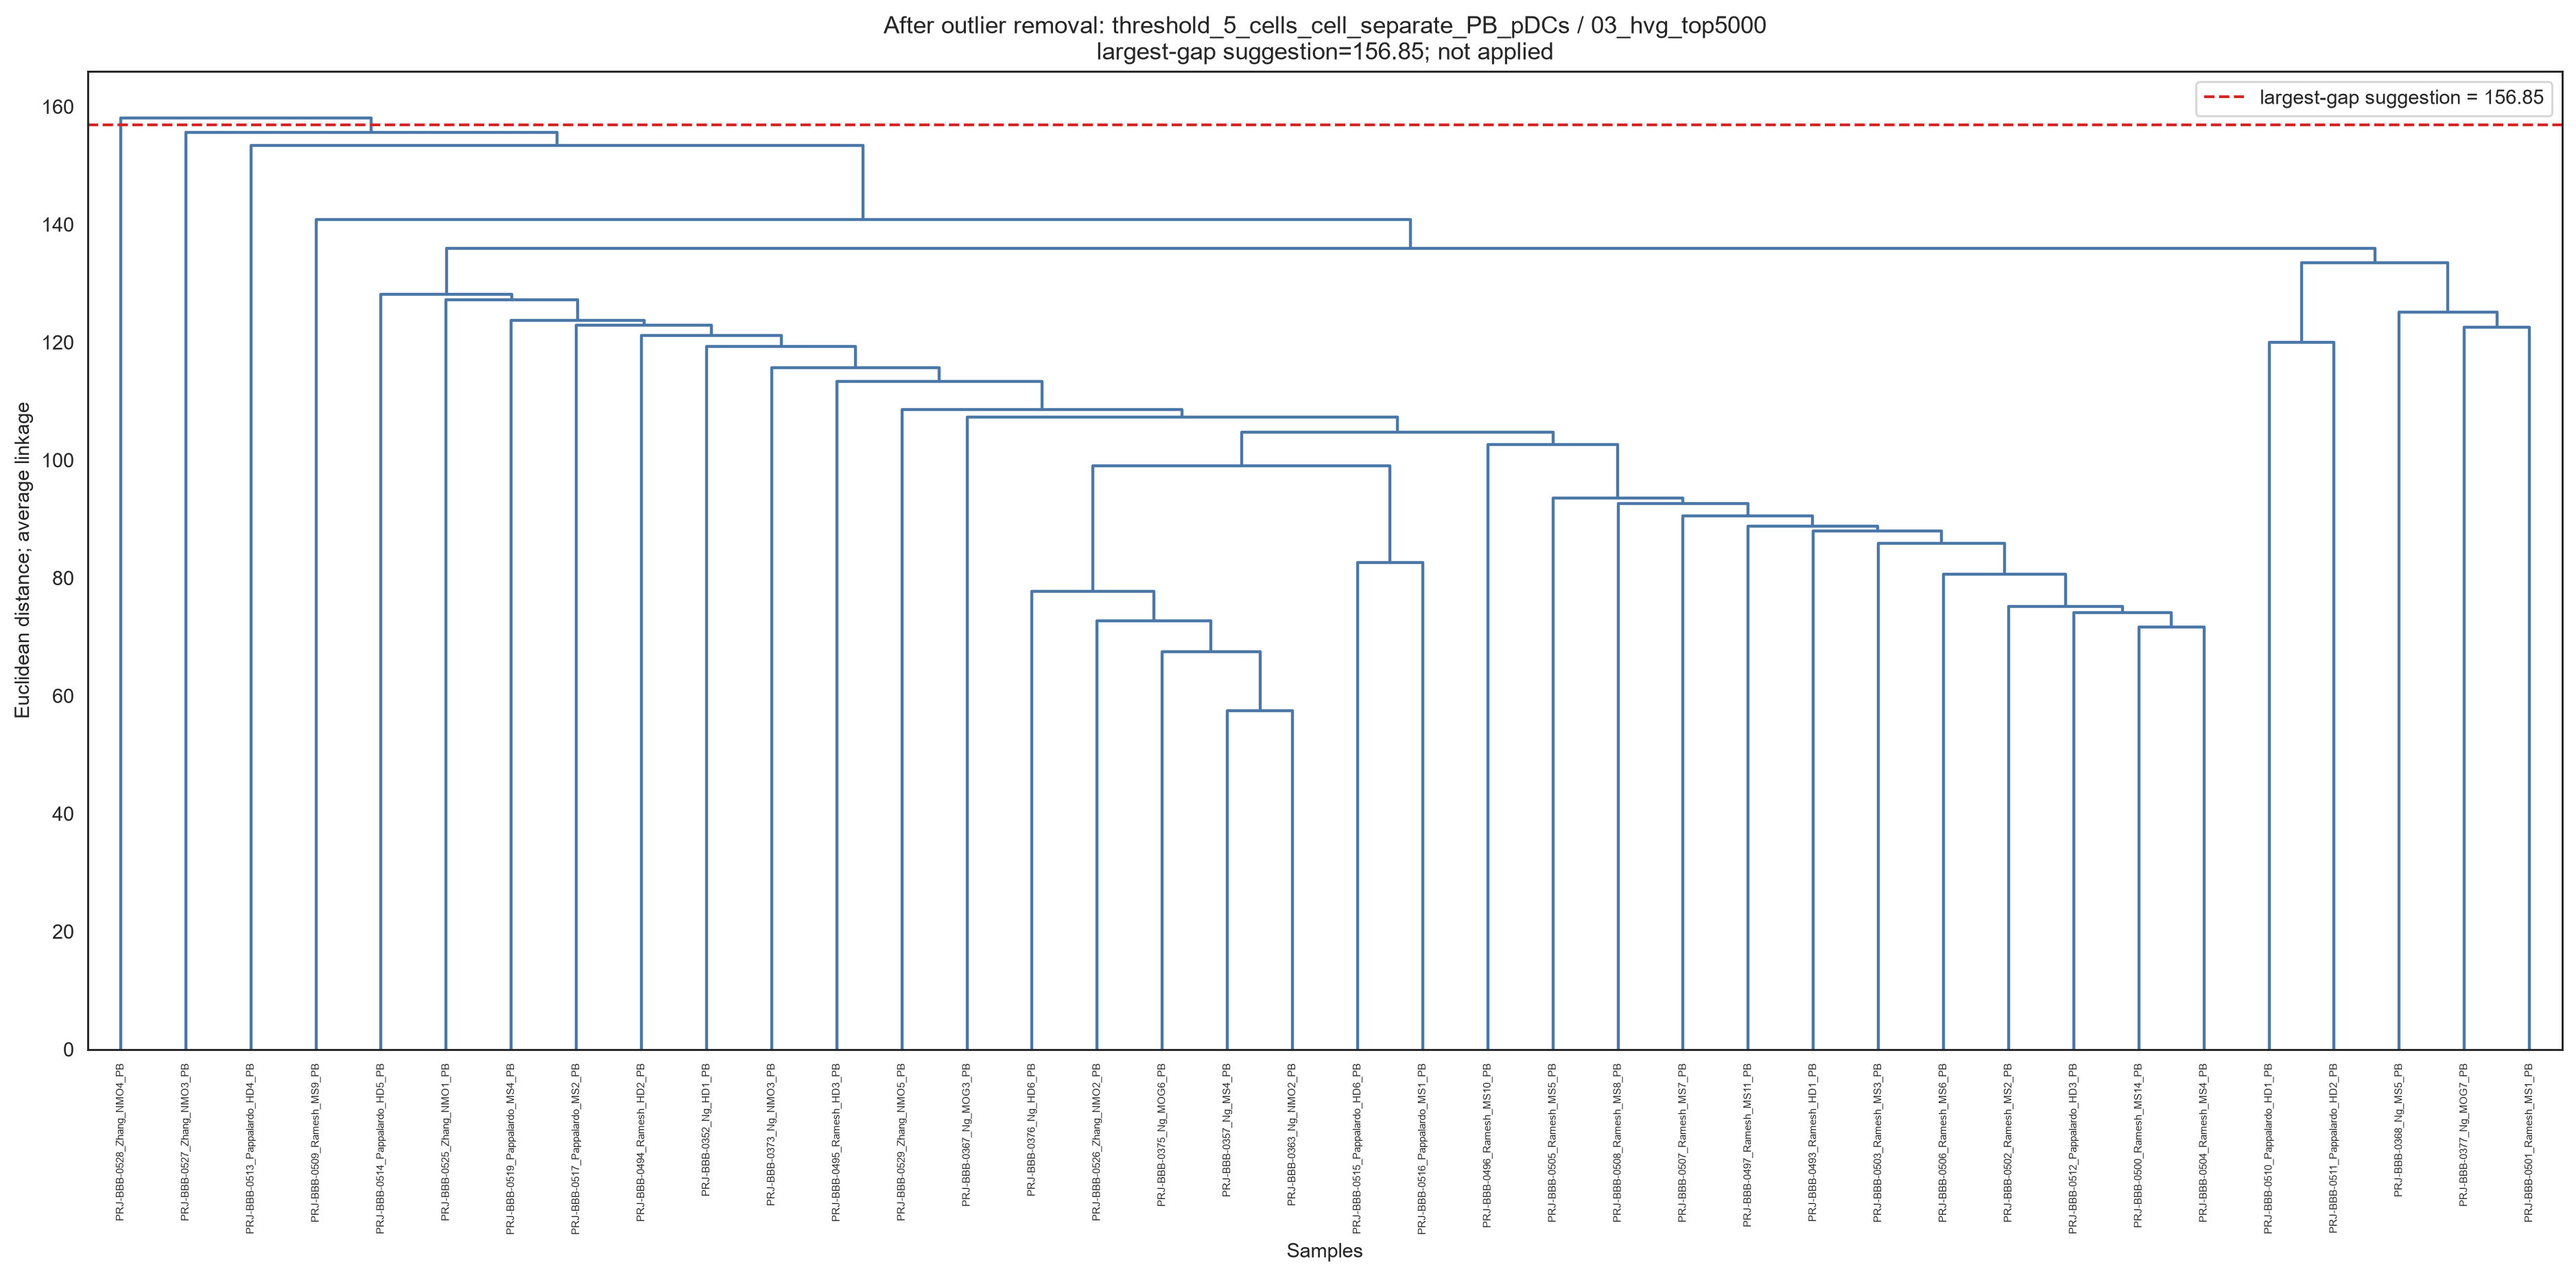 After outlier removal: threshold_5_cells_cell_separate_PB_pDCs / 03_hvg_top5000
largest-gap suggestion=156.85; not applied
largest-gap suggestion = 156.85
Euclidean distance; average linkage
160
140
120
100
80
60
40
20
0
PRJ-BBB-0528_Zhang_NMO4_PB
PRJ-BBB-0527_Zhang_NMO3_PB
PRJ-BBB-0513_Pappalardo_HD4_PB
PRJ-BBB-0509_Ramesh_MS9_PB
PRJ-BBB-0514_Pappalardo_HD5_PB
PRJ-BBB-0525_Zhang_NMO1_PB
PRJ-BBB-0519_Pappalardo_MS4_PB
PRJ-BBB-0517_Pappalardo_MS2_PB
PRJ-BBB-0494_Ramesh_HD2_PB
PRJ-BBB-0352_Ng_HD1_PB
PRJ-BBB-0373_Ng_NMO3_PB
PRJ-BBB-0495_Ramesh_HD3_PB
PRJ-BBB-0529_Zhang_NMO5_PB
PRJ-BBB-0367_Ng_MOG3_PB
PRJ-BBB-0376_Ng_HD6_PB
PRJ-BBB-0526_Zhang_NMO2_PB
PRJ-BBB-0375_Ng_MOG6_PB
PRJ-BBB-0357_Ng_MS4_PB
PRJ-BBB-0363_Ng_NMO2_PB
PRJ-BBB-0515_Pappalardo_HD6_PB
PRJ-BBB-0516_Pappalardo_MS1_PB
PRJ-BBB-0496_Ramesh_MS10_PB
PRJ-BBB-0505_Ramesh_MS5_PB
PRJ-BBB-0508_Ramesh_MS8_PB
PRJ-BBB-0507_Ramesh_MS7_PB
PRJ-BBB-0497_Ramesh_MS11_PB
PRJ-BBB-0493_Ramesh_HD1_PB
PRJ-BBB-0503_Ramesh_MS3_PB
PRJ-BBB-0506_Ramesh_MS6_PB
PRJ-BBB-0502_Ramesh_MS2_PB
PRJ-BBB-0512_Pappalardo_HD3_PB
PRJ-BBB-0500_Ramesh_MS14_PB
PRJ-BBB-0504_Ramesh_MS4_PB
PRJ-BBB-0510_Pappalardo_HD1_PB
PRJ-BBB-0511_Pappalardo_HD2_PB
PRJ-BBB-0368_Ng_MS5_PB
PRJ-BBB-0377_Ng_MOG7_PB
PRJ-BBB-0501_Ramesh_MS1_PB
Samples